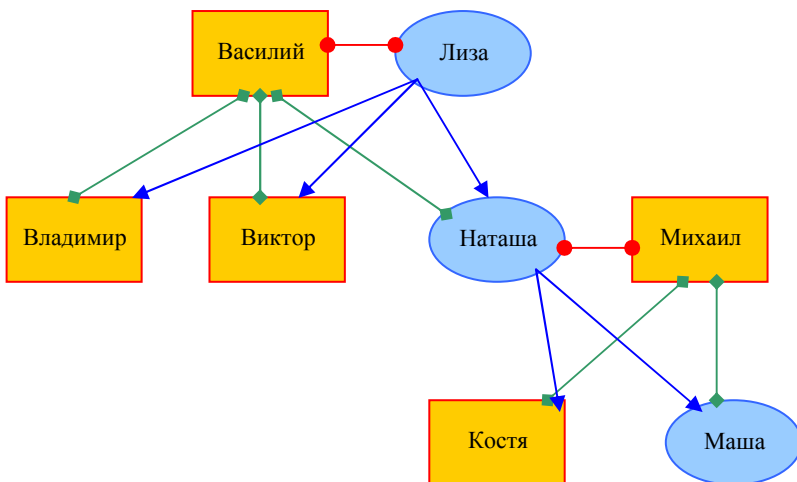 Василий
Лиза
Владимир
Виктор
Наташа
Михаил
Костя
Маша